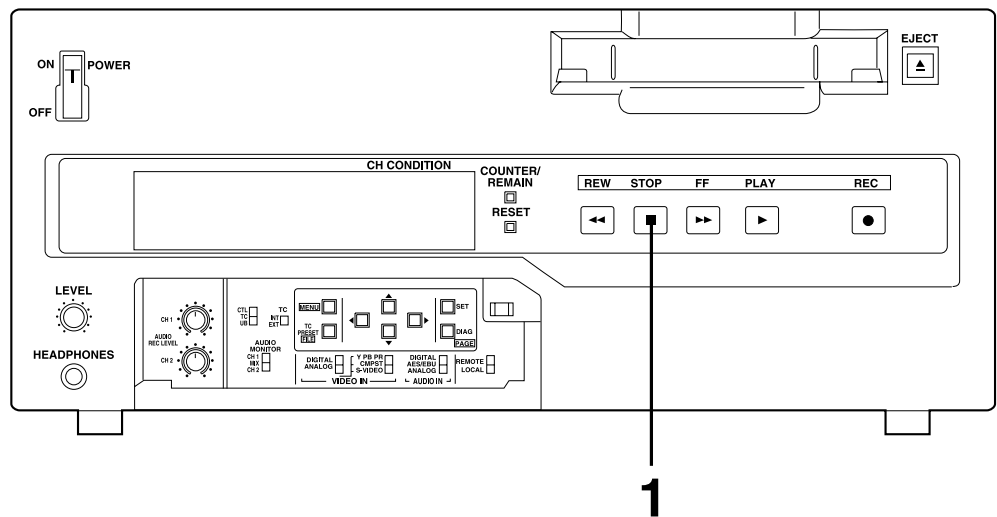 ON POWER
OFF
EJECT
CH CONDITION
COUNTER/
REMAIN
RESET
REW STOP FF PLAY REC
LEVEL
HEADPHONES
CH 1
AUDIO
REC LEVEL
CH 2
CTL
TC
UB
TC
INT
EXT
AUDIO
MONITOR
CH 1
MIX
CH 2
MENU
TC
PRESET
FILE
SET
DIAG
PAGE
DIGITAL
ANALOG
Y PB PR
CMPST
S-VIDEO
VIDEO IN
DIGITAL
AES/EBU
ANALOG
AUDIO IN
REMOTE
LOCAL
1